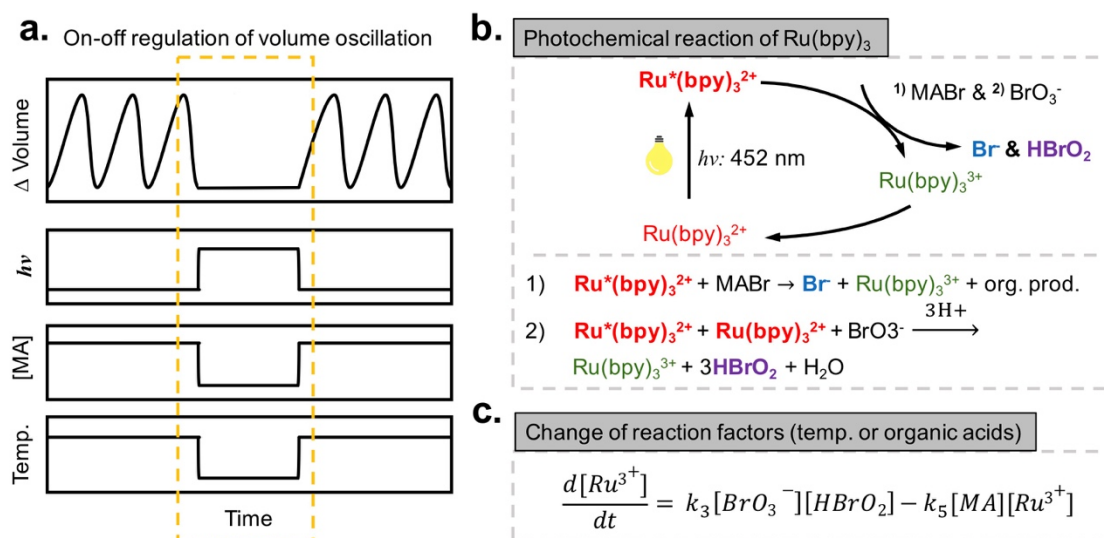 a.
On-off regulation of volume oscillation
Δ Volume
hν
[MA]
Temp.
Time
b.
Photochemical reaction of Ru(bpy)₃
Ru*(bpy)₃²⁺
1) MABr & 2) BrO₃⁻
hν: 452 nm
Br⁻ & HBrO₂
Ru(bpy)₃³⁺
Ru(bpy)₃²⁺
1) Ru*(bpy)₃²⁺ + MABr → Br⁻ + Ru(bpy)₃³⁺ + org. prod.
2) Ru*(bpy)₃²⁺ + Ru(bpy)₃²⁺ + BrO3⁻ 3H+ →
Ru(bpy)₃³⁺ + 3HBrO₂ + H₂O
c.
Change of reaction factors (temp. or organic acids)
d[Ru³⁺]/dt = k₃[BrO₃⁻][HBrO₂] − k₅[MA][Ru³⁺]